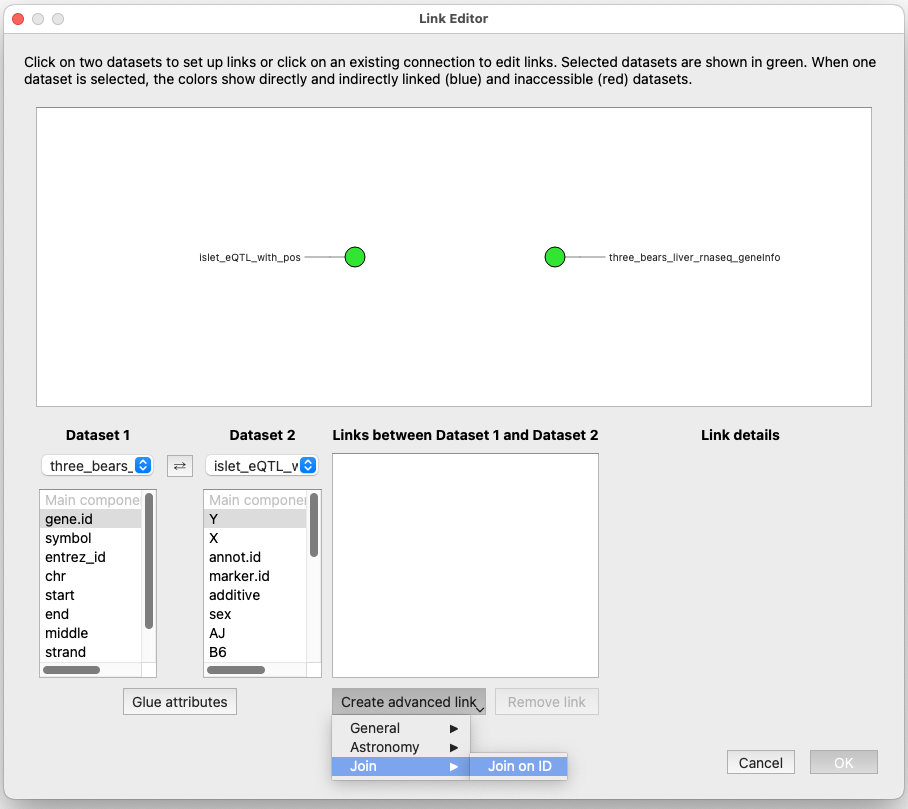 Link Editor
Click on two datasets to set up links or click on an existing connection to edit links. Selected datasets are shown in green. When one
dataset is selected, the colors show directly and indirectly linked (blue) and inaccessible (red) datasets.
islet_eQTL_with_pos
three_bears_liver_rnaseq_geneInfo
Dataset 1
Dataset 2
Links between Dataset 1 and Dataset 2
Link details
three_bears_
islet_eQTL_v
Main compone
gene.id
symbol
entrez_id
chr
start
end
middle
strand
Main componer
Y
X
annot.id
marker.id
additive
sex
AJ
B6
Glue attributes
Create advanced link
Remove link
General
Astronomy
Join
Join on ID
Cancel
OK